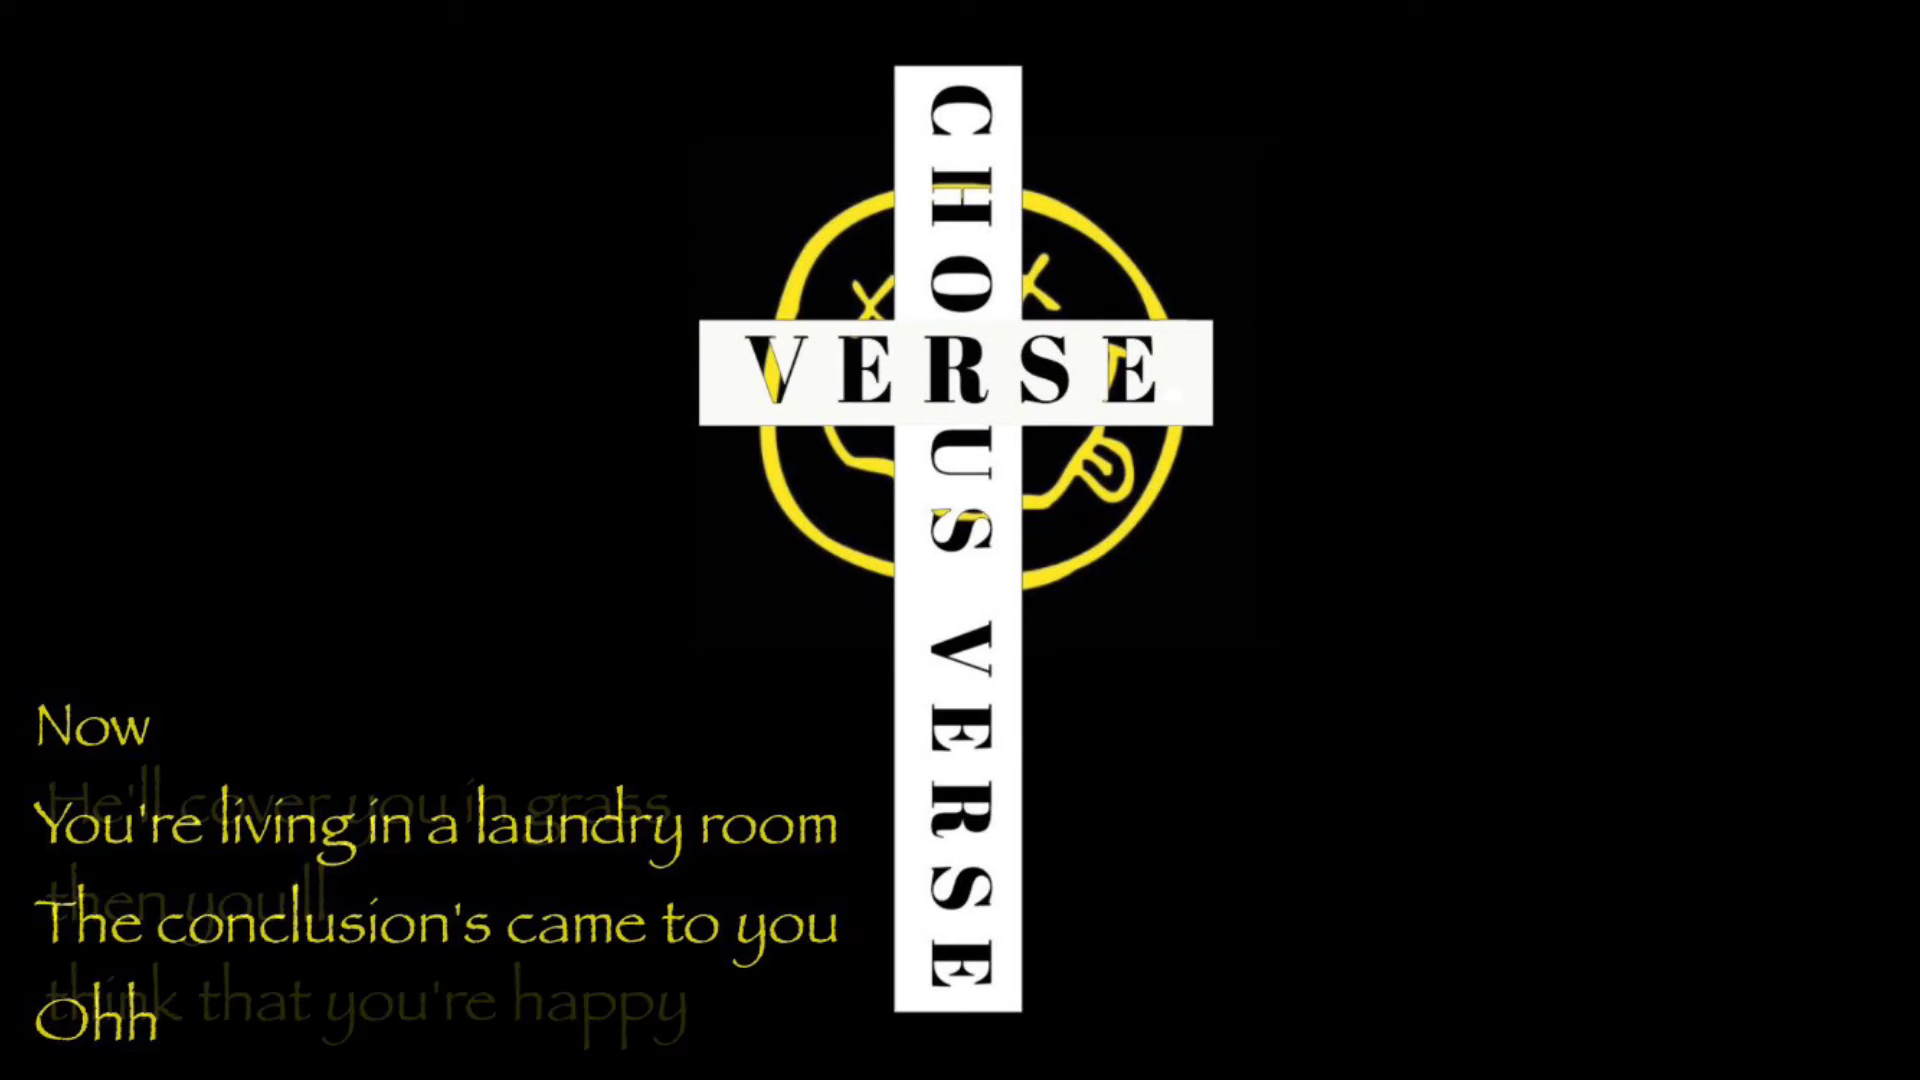 CHORUS VERSE
VERSE
Now
He'll cover you in grass
You're living in a laundry room
then you'll
The conclusion's came to you
think that you're happy
Ohh